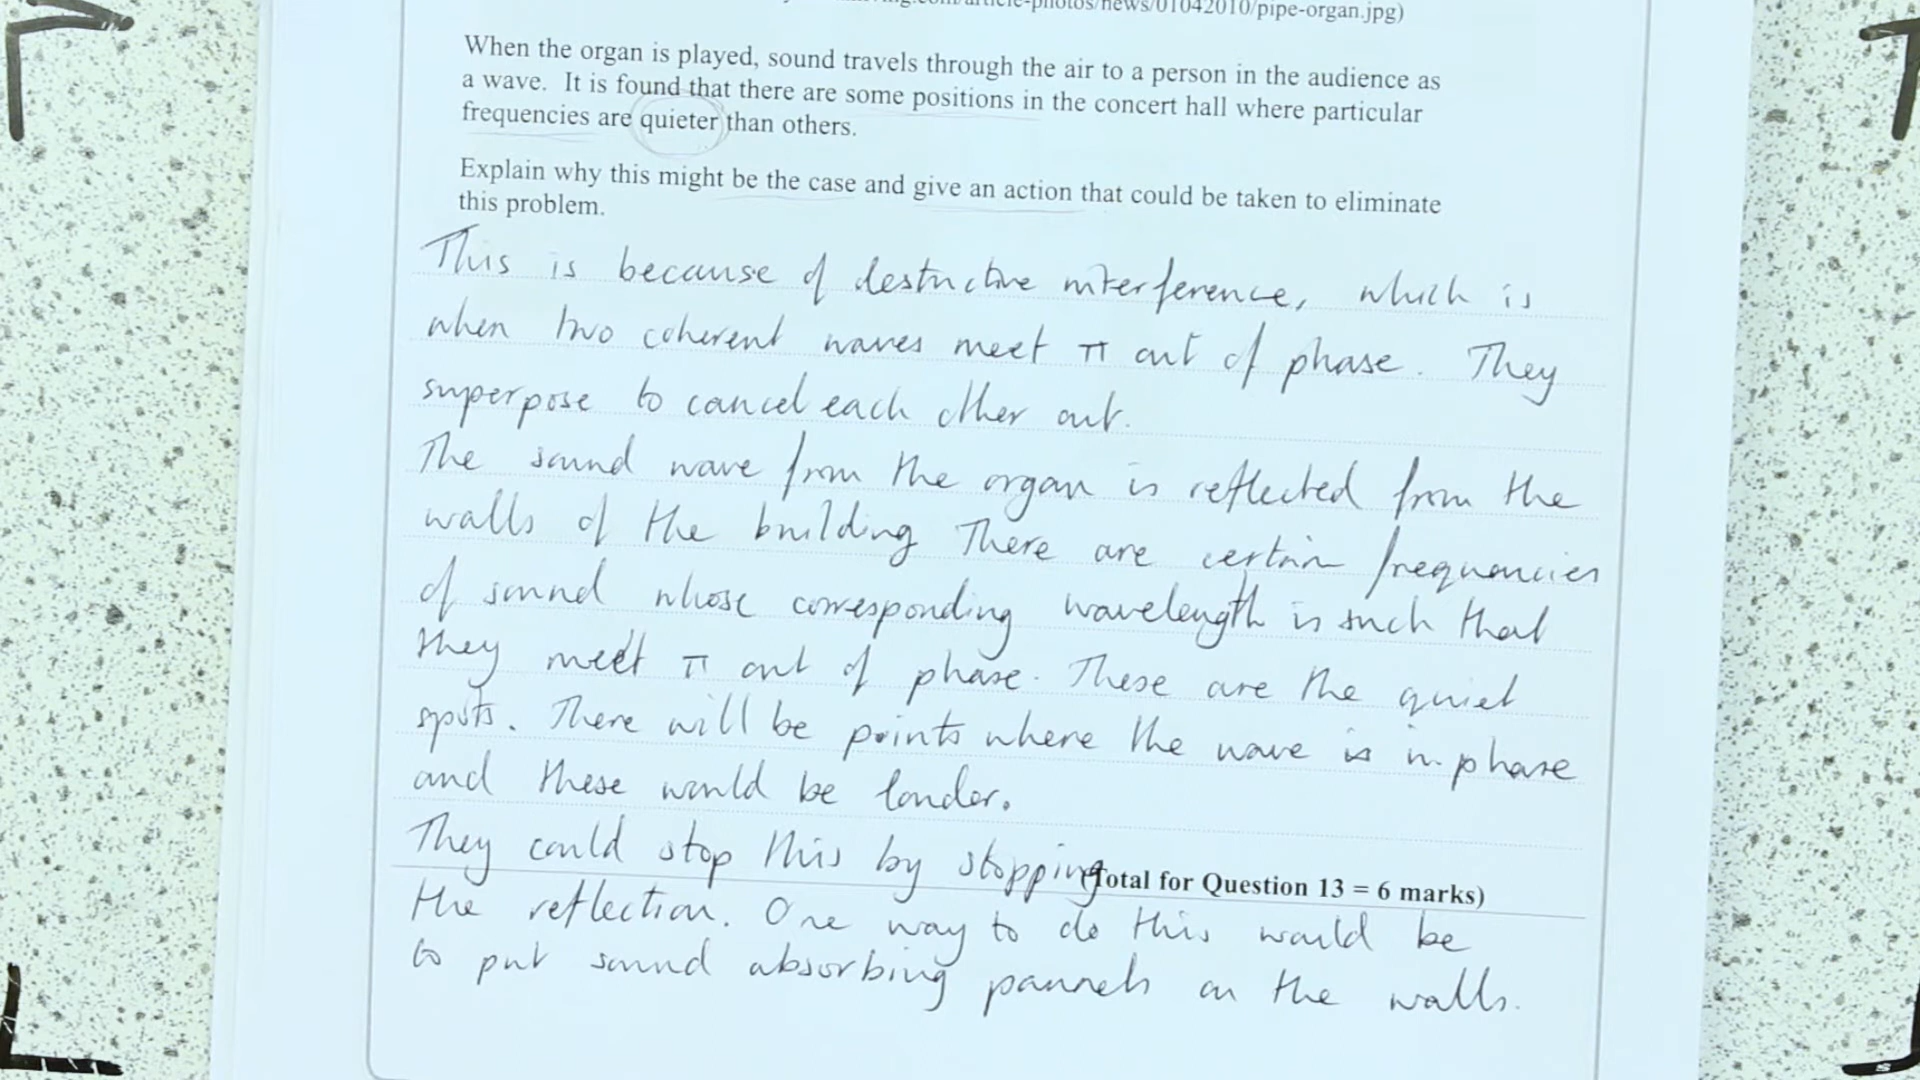 pipe-organ.jpg)
When the organ is played, sound travels through the air to a person in the audience as
a wave. It is found that there are some positions in the concert hall where particular
frequencies are quieter than others.
Explain why this might be the case and give an action that could be taken to eliminate
this problem.
This is because of destructive interference, which is
when two coherent waves meet π out of phase. They
superpose to cancel each other out.
The sound wave from the organ is reflected from the
walls of the building There are certain frequencies
of sound whose corresponding wavelength is such that
they meet π out of phase. These are the quiet
spots. There will be points where the wave is in phase
and these would be louder.
They could stop this by stopping
(Total for Question 13 = 6 marks)
the reflection. One way to do this would be
to put sound absorbing pannels on the walls.